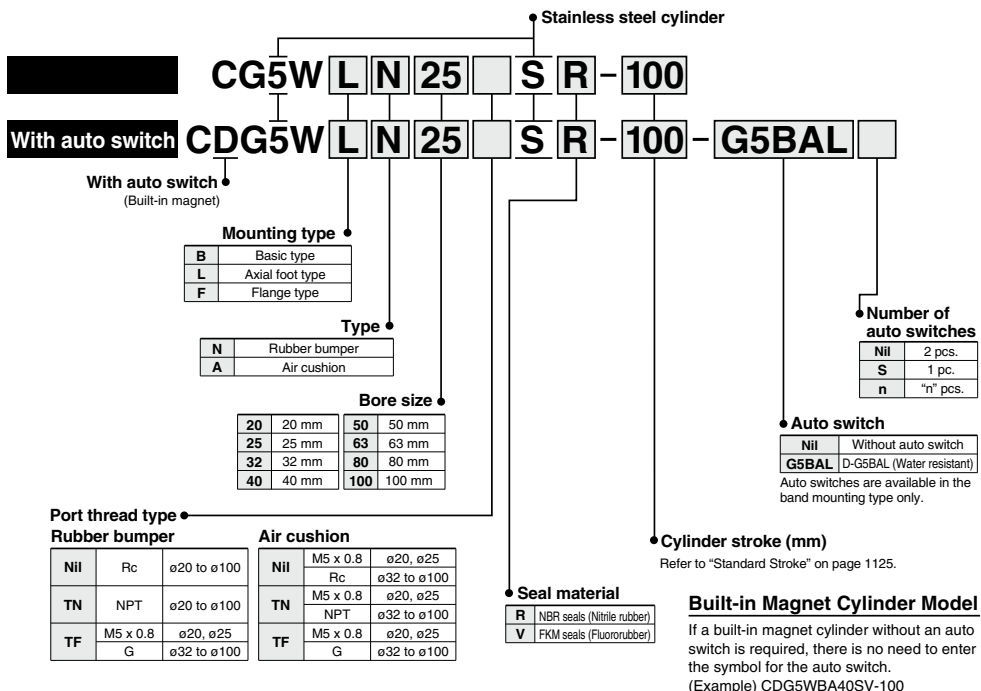 Stainless steel cylinder
CG5W L N 25 S R - 100
With auto switch CDG5W L N 25 S R - 100 - G5BAL
With auto switch
(Built-in magnet)
Mounting type
B Basic type
L Axial foot type
F Flange type
Type
N Rubber bumper
A Air cushion
Bore size
20 20 mm 50 50 mm
25 25 mm 63 63 mm
32 32 mm 80 80 mm
40 40 mm 100 100 mm
Number of
auto switches
Nil 2 pcs.
S 1 pc.
n "n" pcs.
Auto switch
Nil Without auto switch
G5BAL D-G5BAL (Water resistant)
Auto switches are available in the
band mounting type only.
Port thread type
Rubber bumper
Nil Rc ø20 to ø100
TN NPT ø20 to ø100
TF M5 x 0.8 ø20, ø25
G ø32 to ø100
Air cushion
Nil M5 x 0.8 ø20, ø25
Rc ø32 to ø100
TN M5 x 0.8 ø20, ø25
NPT ø32 to ø100
TF M5 x 0.8 ø20, ø25
G ø32 to ø100
Cylinder stroke (mm)
Refer to "Standard Stroke" on page 1125.
Seal material
R NBR seals (Nitrile rubber)
V FKM seals (Fluororubber)
Built-in Magnet Cylinder Model
If a built-in magnet cylinder without an auto
switch is required, there is no need to enter
the symbol for the auto switch.
(Example) CDG5WBA40SV-100